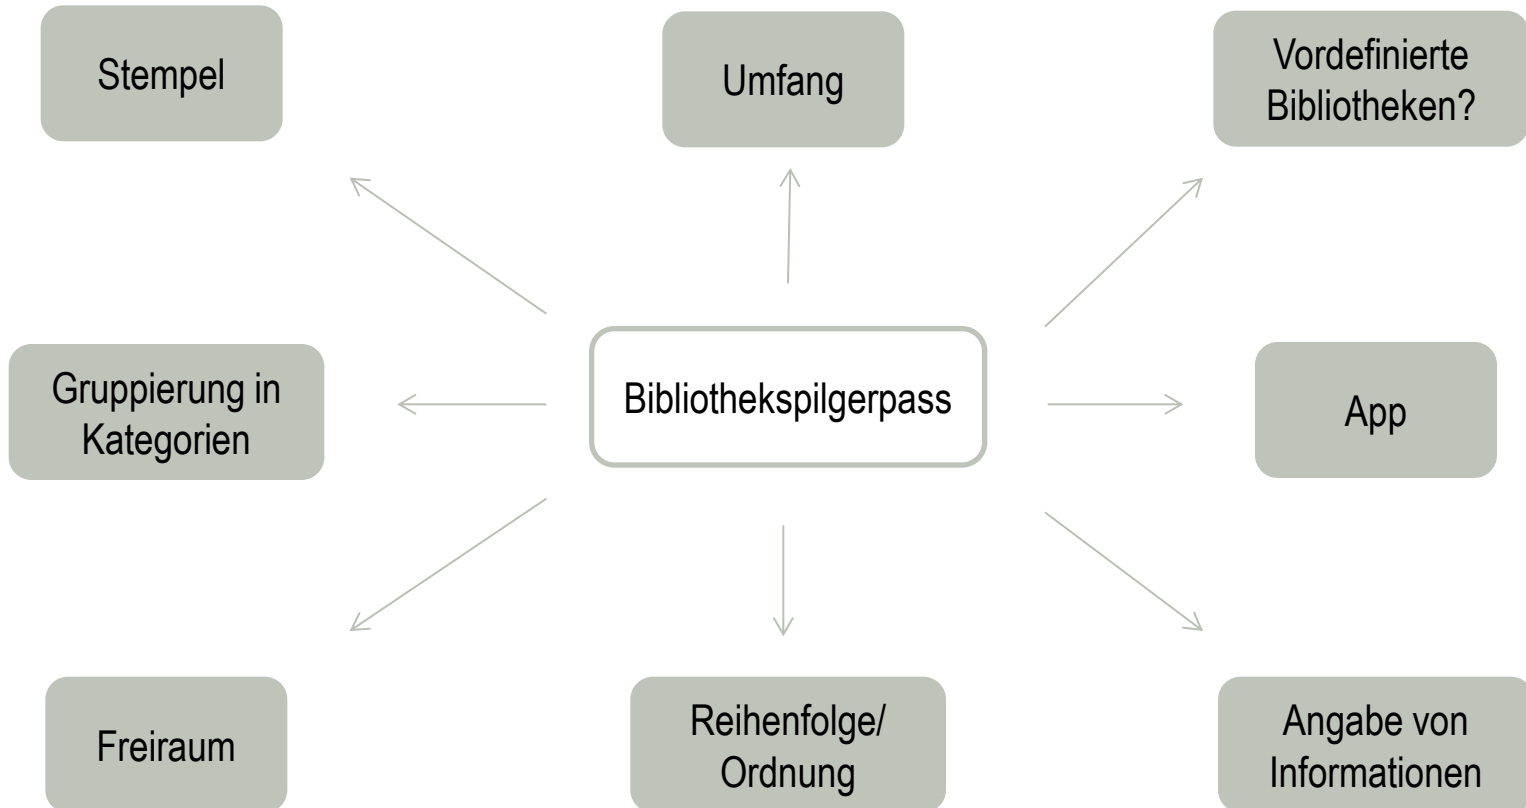 Stempel
Umfang
Vordefinierte
Bibliotheken?
Gruppierung in
Kategorien
Bibliothekspilgerpass
App
Freiraum
Reihenfolge/
Ordnung
Angabe von
Informationen